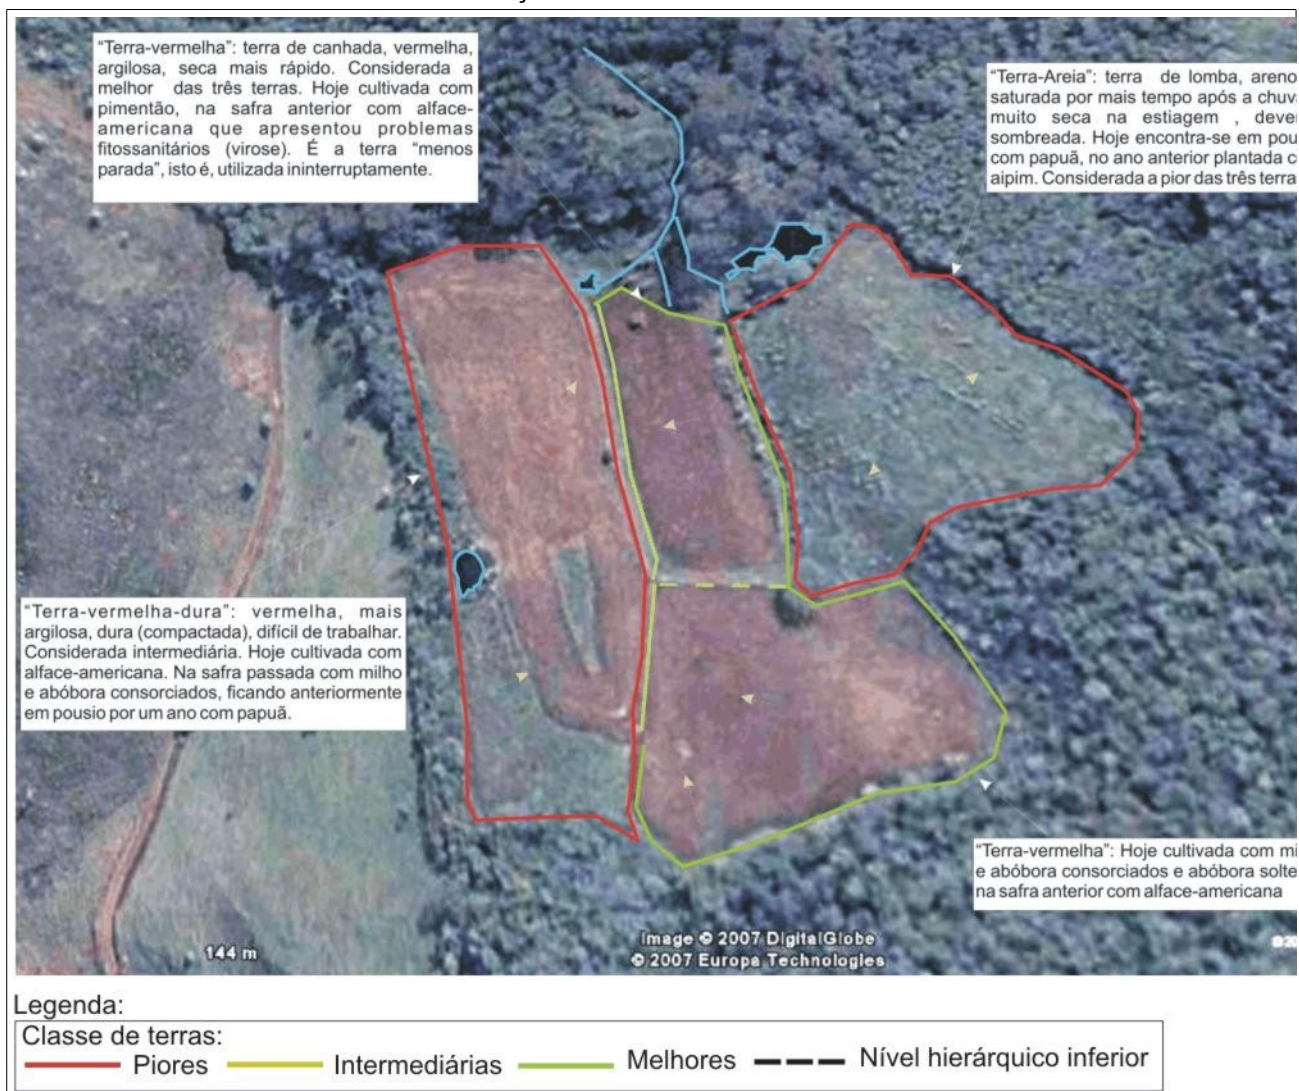 “Terra-vermelha”: terra de canhada, vermelha,
argilosa, seca mais rápido. Considerada a
melhor das três terras. Hoje cultivada com
pimentão, na safra anterior com alface-
americana que apresentou problemas
fitossanitários (virose). É a terra “menos
parada”, isto é, utilizada ininterruptamente.
“Terra-Areia”: terra de lomba, areno
saturada por mais tempo após a chuva
muito seca na estiagem , deve
sombreada. Hoje encontra-se em pou
com papuã, no ano anterior plantada c
aipim. Considerada a pior das três terra
“Terra-vermelha-dura”: vermelha, mais
argilosa, dura (compactada), difícil de trabalhar.
Considerada intermediária. Hoje cultivada com
alface-americana. Na safra passada com milho
e abóbora consorciados, ficando anteriormente
em pousio por um ano com papuã.
“Terra-vermelha”: Hoje cultivada com mi
e abóbora consorciados e abóbora solte
na safra anterior com alface-americana
144 m
Image © 2007 DigitalGlobe
© 2007 Europa Technologies
Legenda:
Classe de terras:
Piores Intermediárias Melhores Nível hierárquico inferior